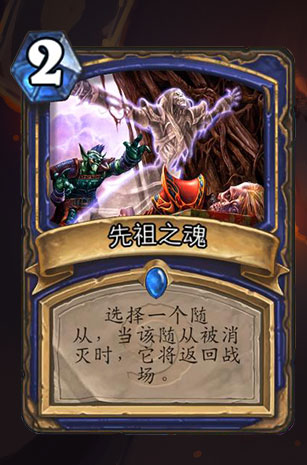 2
先祖之魂
选择一个随
从，当该随从被消
灭时，它将返回战
场。